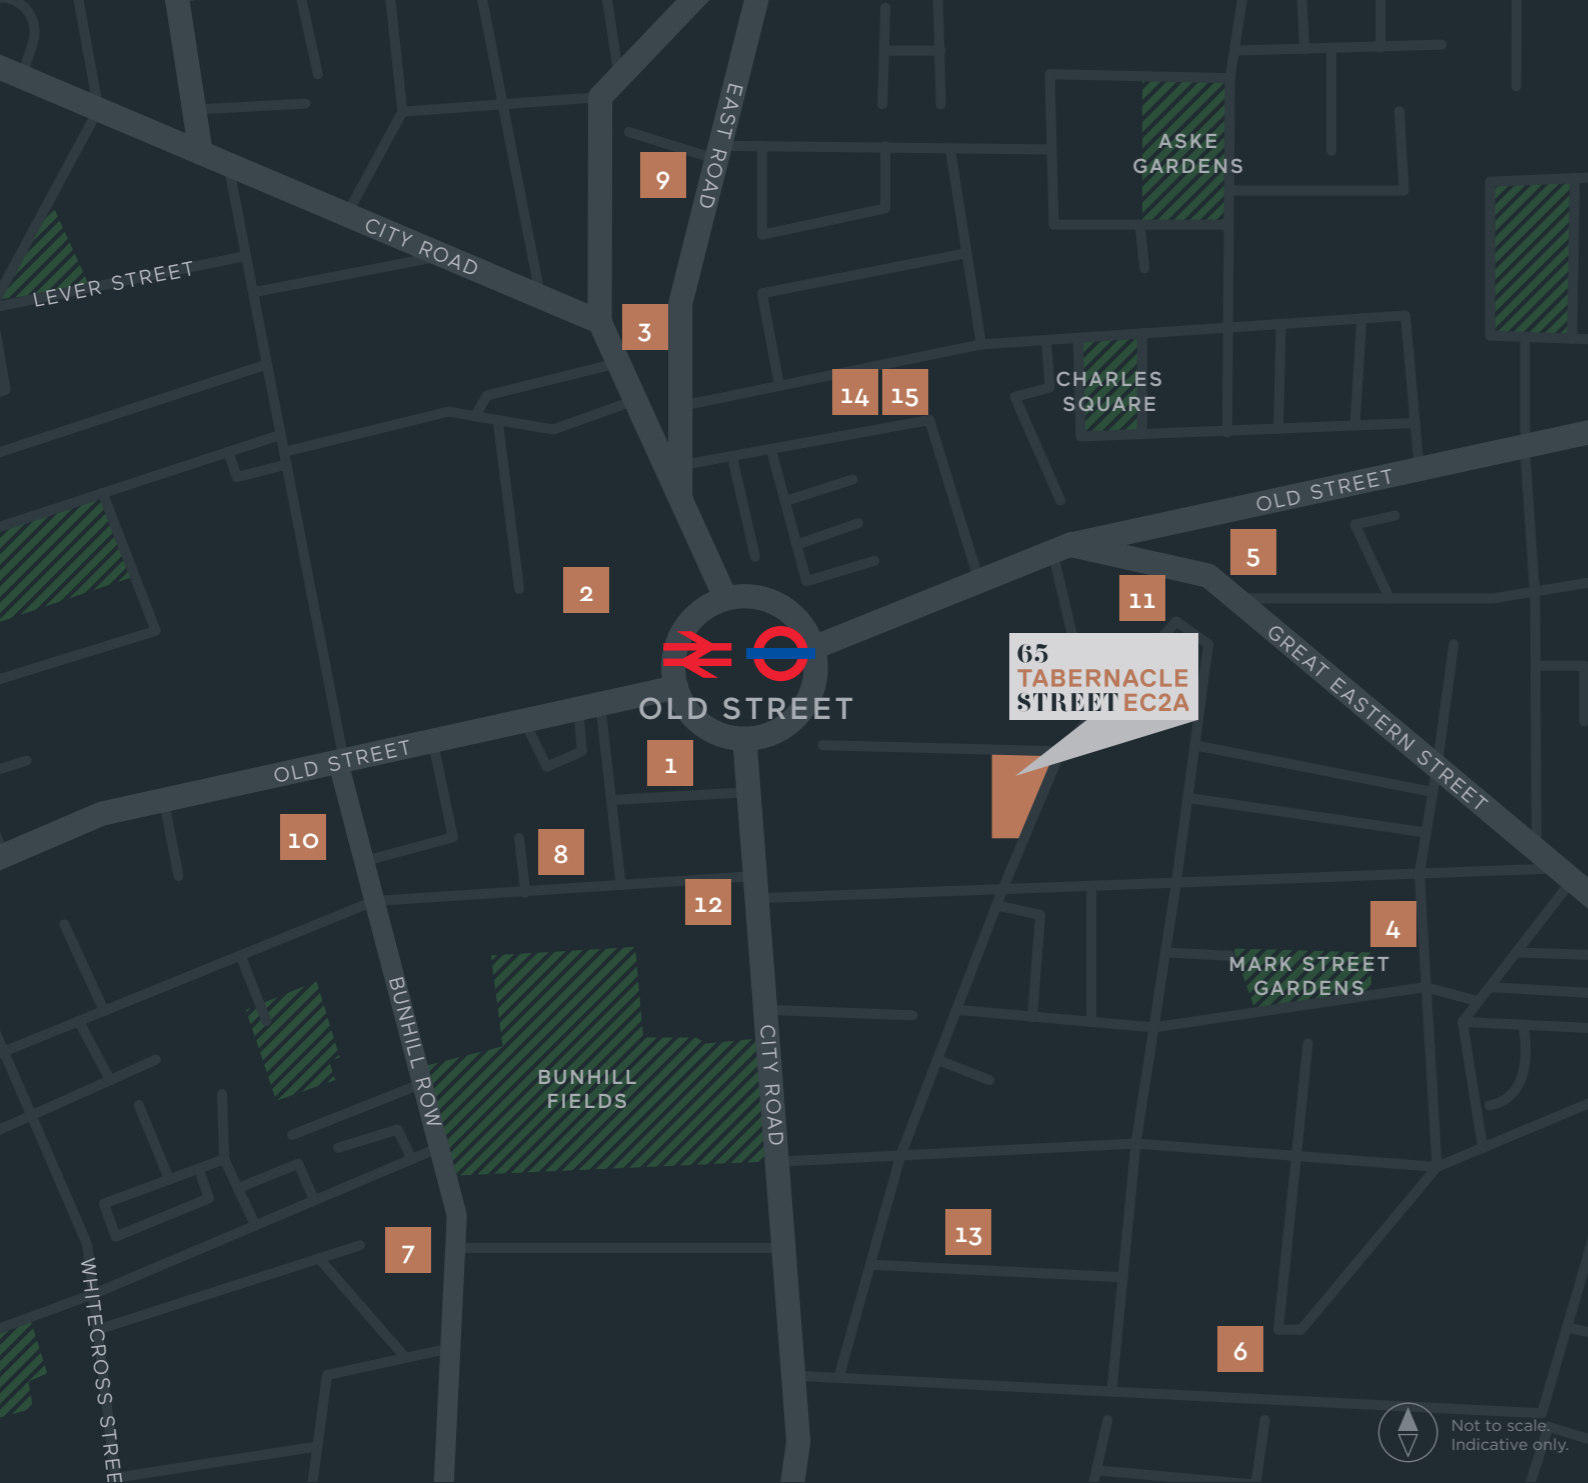 EAST ROAD
ASKE
GARDENS
9
CITY ROAD
LEVER STREET
3
CHARLES
SQUARE
14
15
OLD STREET
5
2
11
65
TABERNACLE
STREET EC2A
GREAT EASTERN STREET
OLD STREET
OLD STREET
1
10
8
12
4
MARK STREET
GARDENS
BUNHILL ROW
BUNHILL
FIELDS
CITY ROAD
13
7
WHITECROSS STREE
6
Not to scale.
Indicative only.